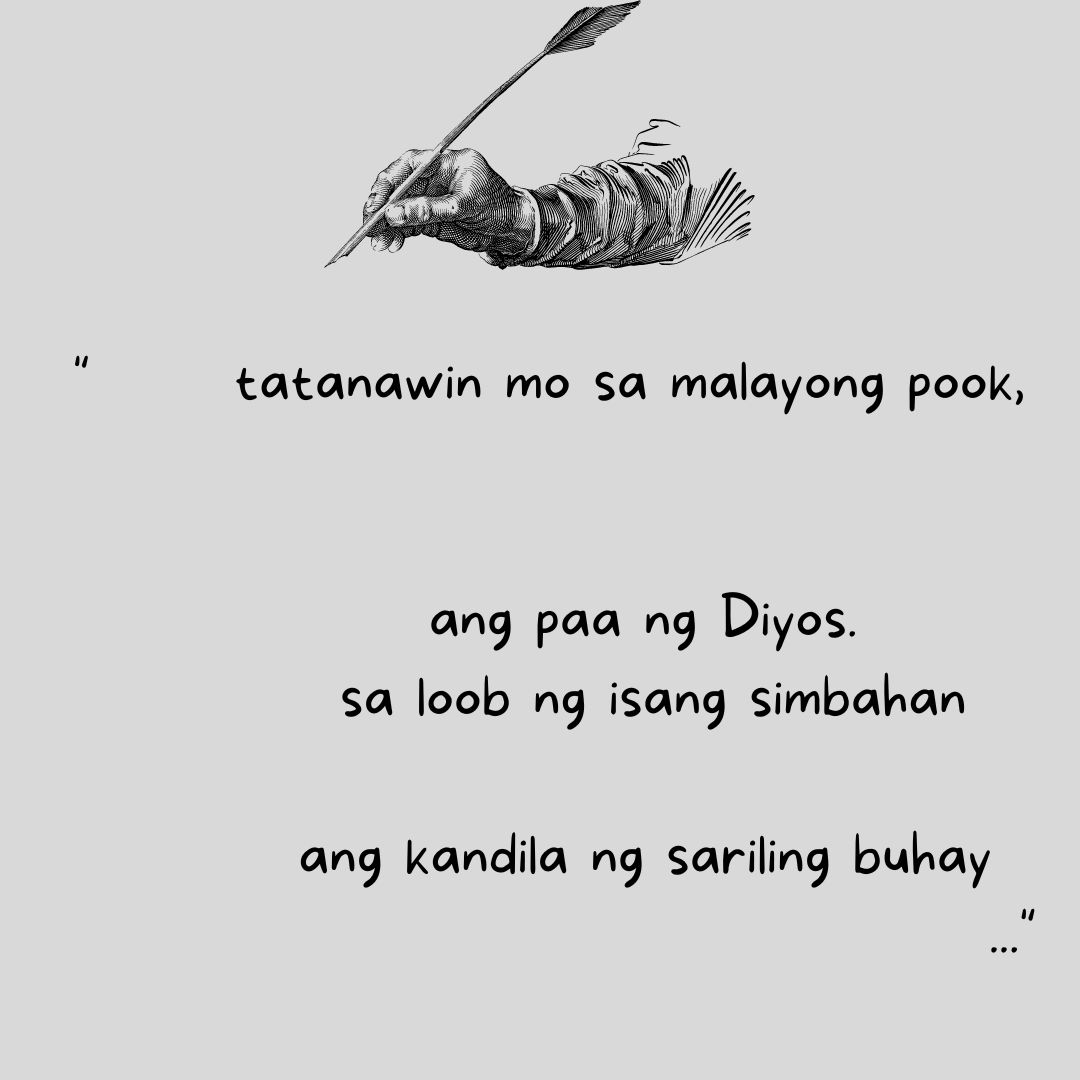 " tatanawin mo sa malayong pook,
ang paa ng Diyos.
sa loob ng isang simbahan
ang kandila ng sariling buhay
..."